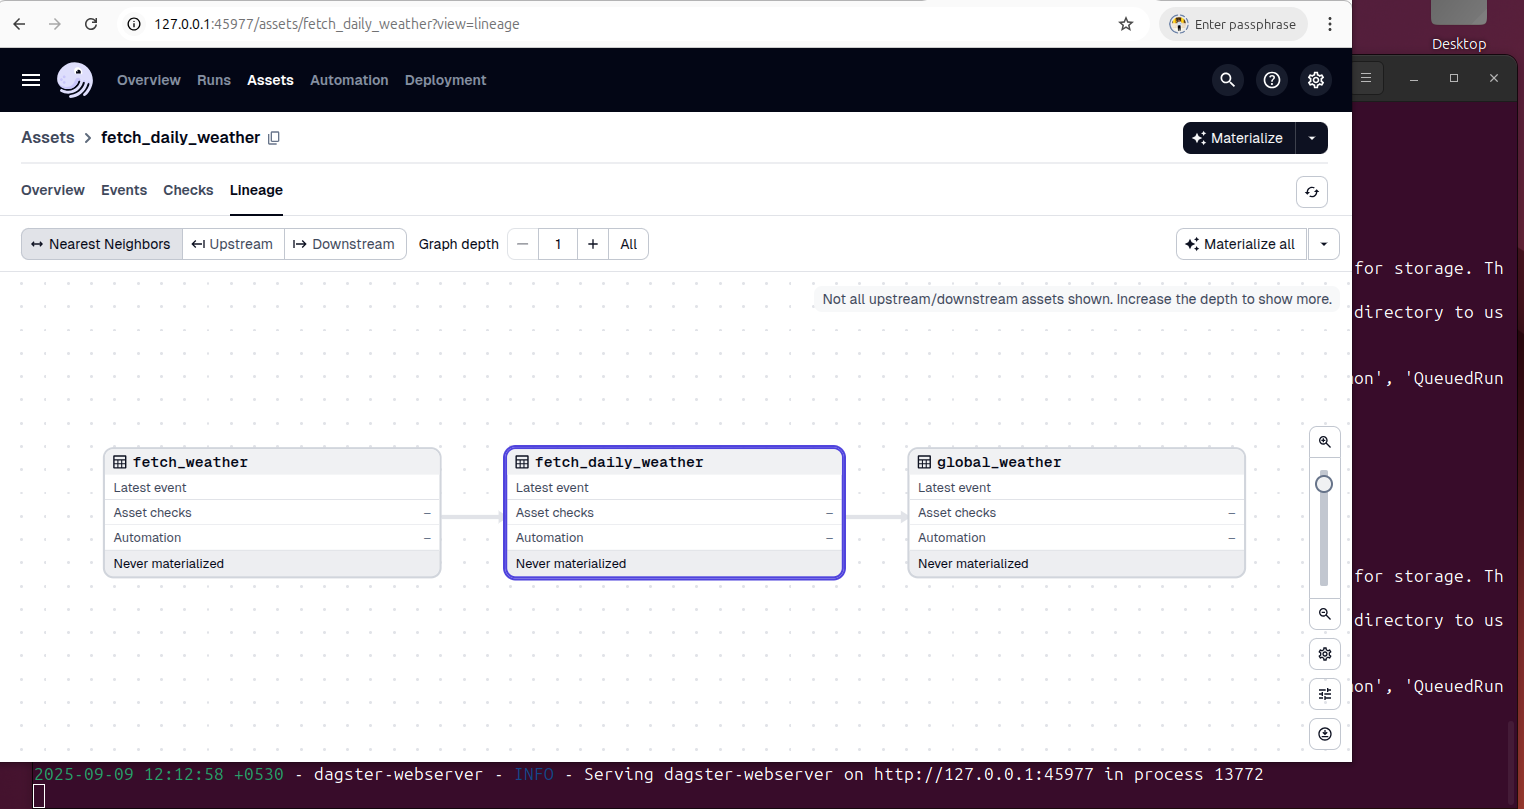 127.0.0.1:45977/assets/fetch_daily_weather?view=lineage
Enter passphrase
Desktop
Overview Runs Assets Automation Deployment
Assets > fetch_daily_weather
Materialize
Overview Events Checks Lineage
Nearest Neighbors Upstream Downstream Graph depth – 1 + All
Materialize all
Not all upstream/downstream assets shown. Increase the depth to show more.
fetch_weather
Latest event
Asset checks –
Automation –
Never materialized
fetch_daily_weather
Latest event
Asset checks –
Automation –
Never materialized
global_weather
Latest event
Asset checks –
Automation –
Never materialized
for storage. Th
directory to us
on', 'QueuedRun
for storage. Th
directory to us
on', 'QueuedRun
2025-09-09 12:12:58 +0530 - dagster-webserver - INFO - Serving dagster-webserver on http://127.0.0.1:45977 in process 13772